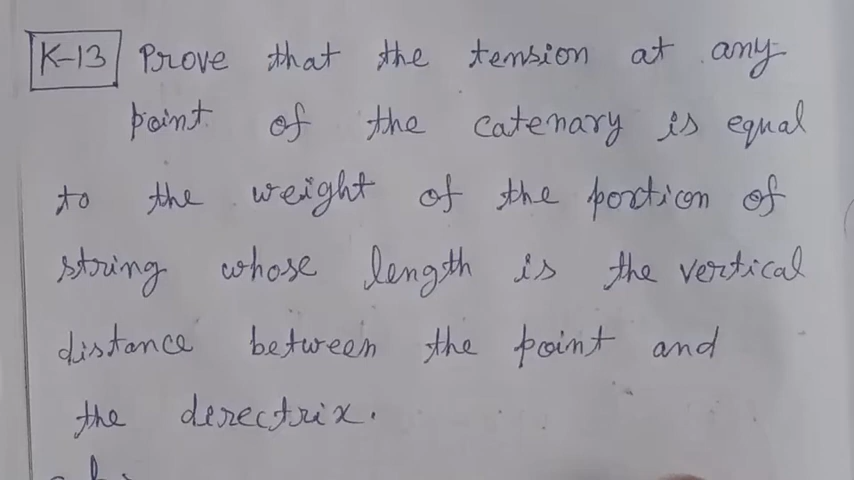 K-13 Prove that the tension at any
point of the catenary is equal
to the weight of the portion of
string whose length is the vertical
distance between the point and
the derectrix.